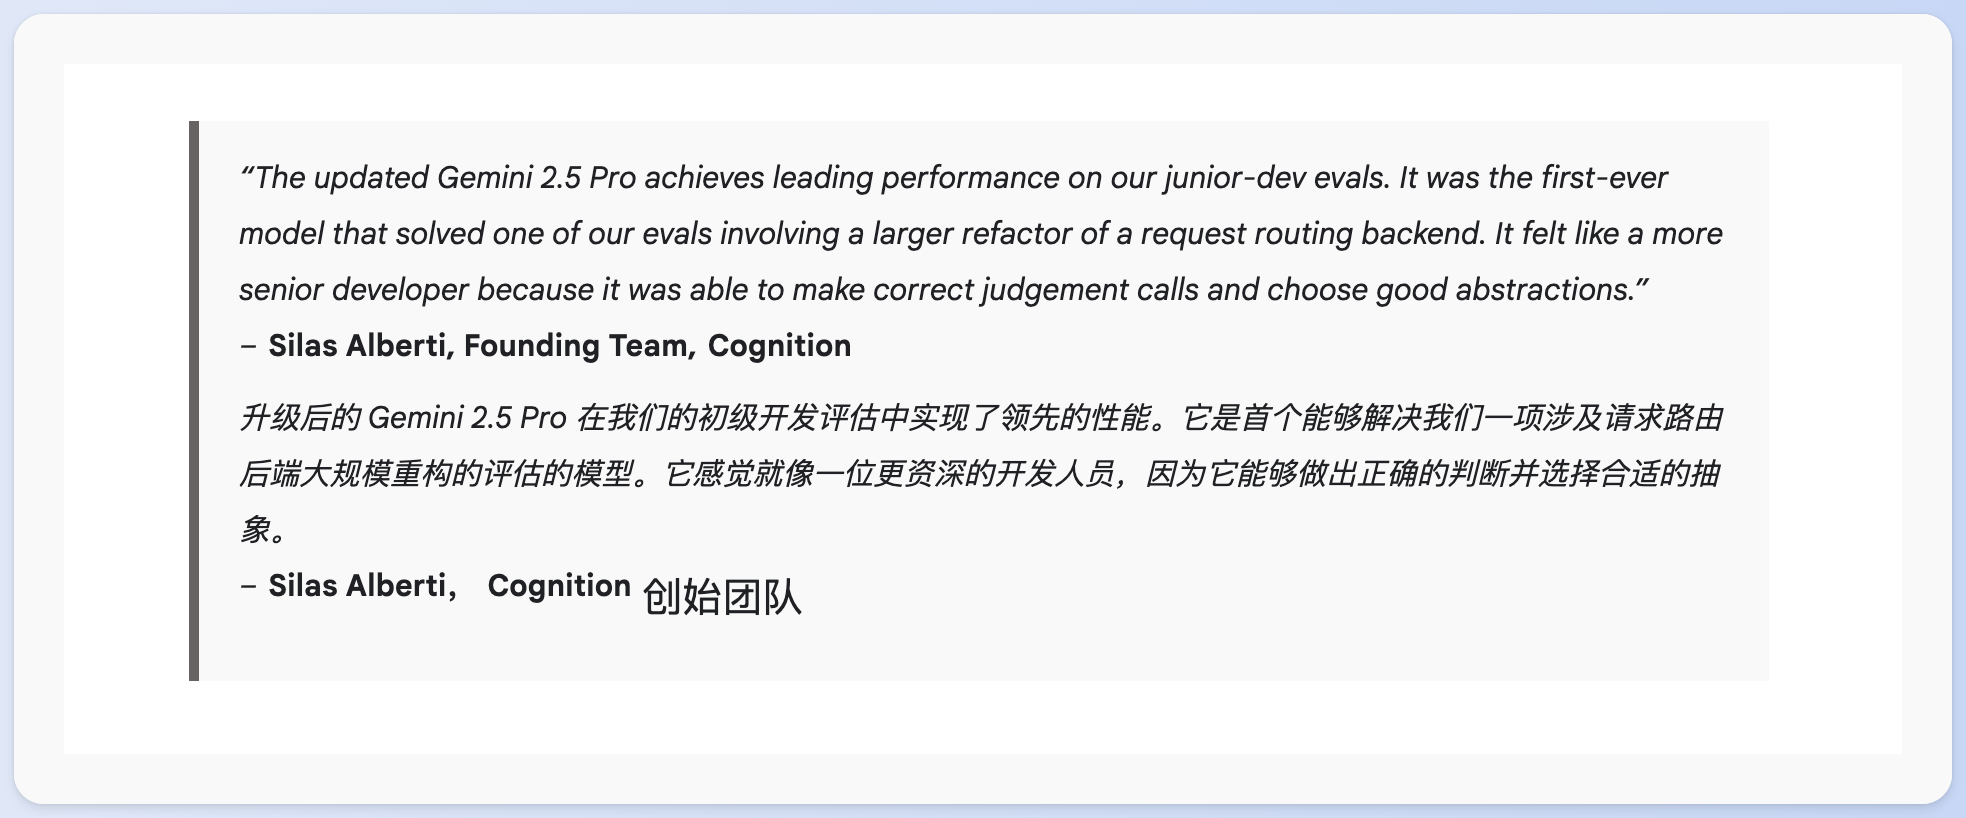 “The updated Gemini 2.5 Pro achieves leading performance on our junior-dev evals. It was the first-ever
model that solved one of our evals involving a larger refactor of a request routing backend. It felt like a more
senior developer because it was able to make correct judgement calls and choose good abstractions.”
– Silas Alberti, Founding Team, Cognition
升级后的 Gemini 2.5 Pro 在我们的初级开发评估中实现了领先的性能。它是首个能够解决我们一项涉及请求路由
后端大规模重构的评估的模型。它感觉就像一位更资深的开发人员，因为它能够做出正确的判断并选择合适的抽
象。
– Silas Alberti， Cognition 创始团队